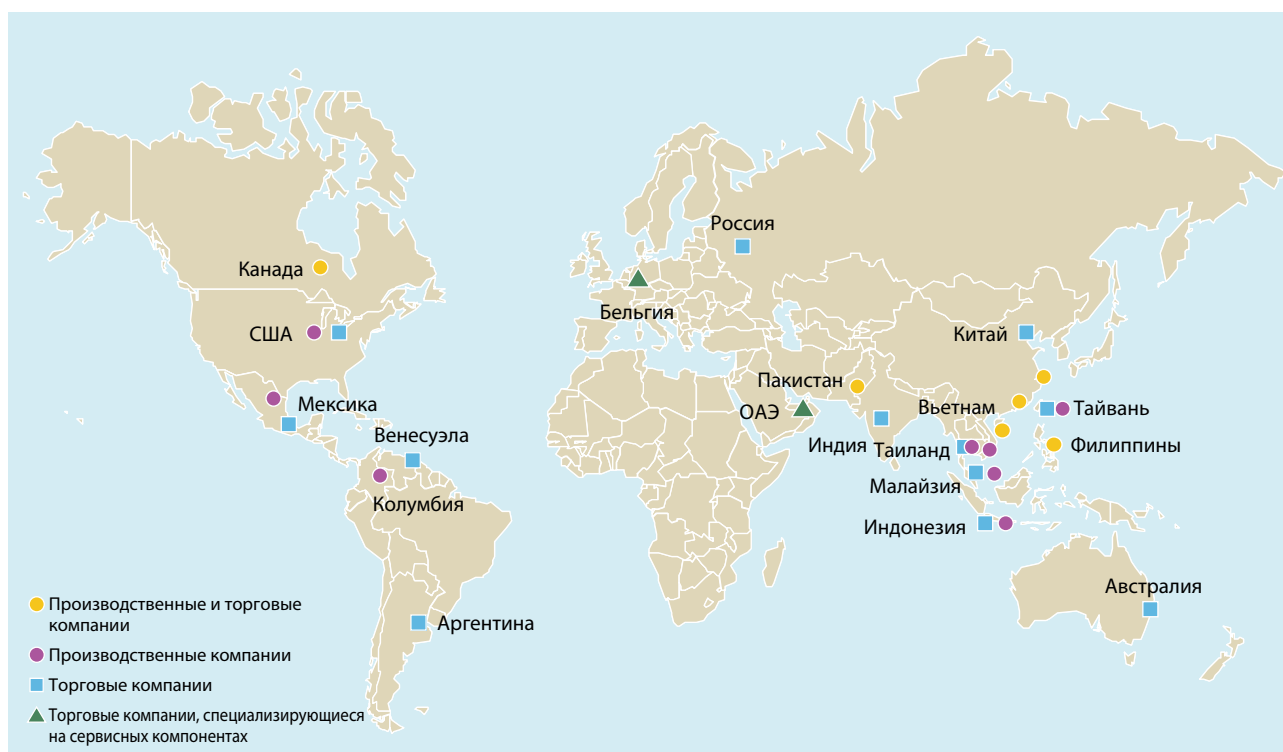 Россия
Канада
Бельгия
США
Китай
Пакистан
Мексика
ОАЭ
Вьетнам
Тайвань
Венесуэла
Индия
Таиланд
Филиппины
Малайзия
Колумбия
Индонезия
Австралия
Аргентина
Производственные и торговые
компании
Производственные компании
Торговые компании
Торговые компании, специализирующиеся
на сервисных компонентах